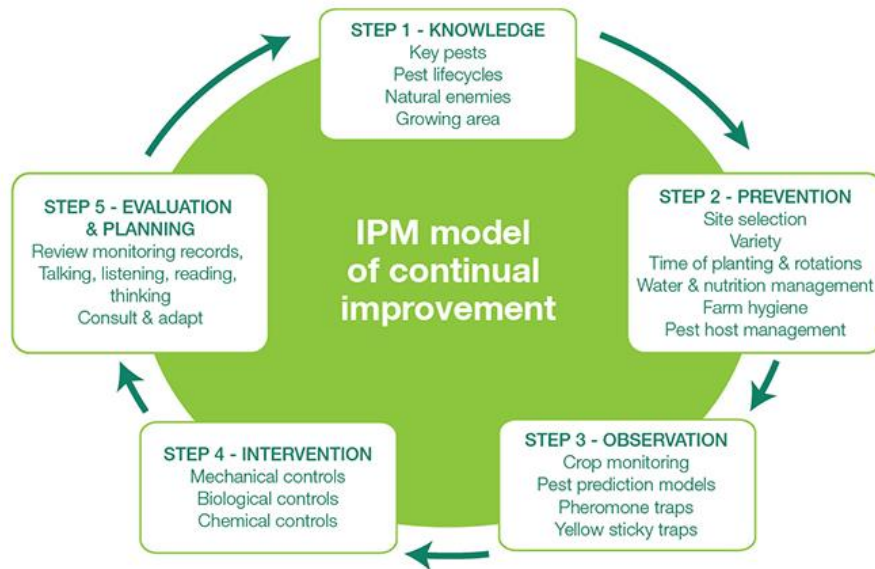 STEP 1 - KNOWLEDGE
Key pests
Pest lifecycles
Natural enemies
Growing area
STEP 2 - PREVENTION
Site selection
Variety
Time of planting & rotations
Water & nutrition management
Farm hygiene
Pest host management
STEP 3 - OBSERVATION
Crop monitoring
Pest prediction models
Pheromone traps
Yellow sticky traps
STEP 4 - INTERVENTION
Mechanical controls
Biological controls
Chemical controls
STEP 5 - EVALUATION
& PLANNING
Review monitoring records,
Talking, listening, reading,
thinking
Consult & adapt
IPM model
of continual
improvement